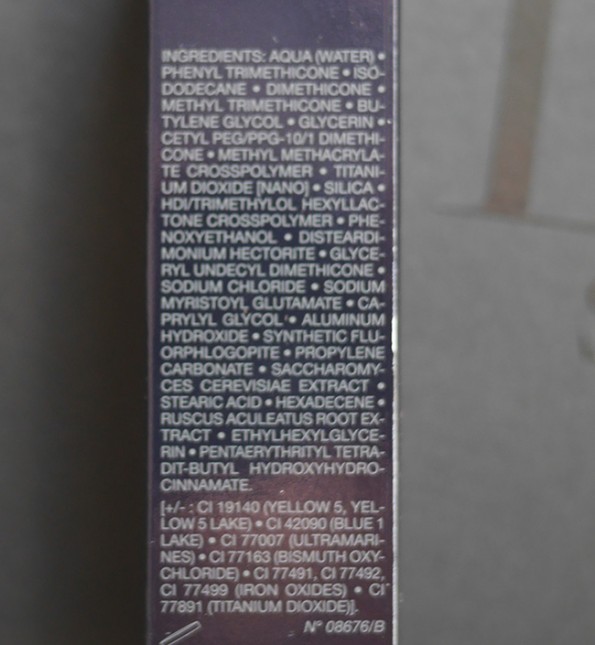 INGREDIENTS: AQUA (WATER) •
PHENYL TRIMETHICONE • ISO-
DODECANE • DIMETHICONE •
METHYL TRIMETHICONE • BU-
TYLENE GLYCOL • GLYCERIN •
CETYL PEG/PPG-10/1 DIMETHI-
CONE • METHYL METHACRYLA-
TE CROSSPOLYMER • TITANI-
UM DIOXIDE [NANO] • SILICA •
HDI/TRIMETHYLOL HEXYLLAC-
TONE CROSSPOLYMER • PHE-
NOXYETHANOL • DISTEARDI-
MONIUM HECTORITE • GLYCE-
RYL UNDECYL DIMETHICONE •
SODIUM CHLORIDE • SODIUM
MYRISTOYL GLUTAMATE • CA-
PRYLYL GLYCOL • ALUMINUM
HYDROXIDE • SYNTHETIC FLU-
ORPHLOGOPITE • PROPYLENE
CARBONATE • SACCHAROMY-
CES CEREVISIAE EXTRACT •
STEARIC ACID • HEXADECENE •
RUSCUS ACULEATUS ROOT EX-
TRACT • ETHYLHEXYLGLYCE-
RIN • PENTAERYTHRITYL TETRA-
DIT-BUTYL HYDROXYHYDRO-
CINNAMATE.
[+/- : CI 19140 (YELLOW 5, YEL-
LOW 5 LAKE) • CI 42090 (BLUE 1
LAKE) • CI 77007 (ULTRAMARI-
NES) • CI 77163 (BISMUTH OXY-
CHLORIDE) • CI 77491, CI 77492,
CI 77499 (IRON OXIDES) • CI
77891 (TITANIUM DIOXIDE)].
N° 08676/B